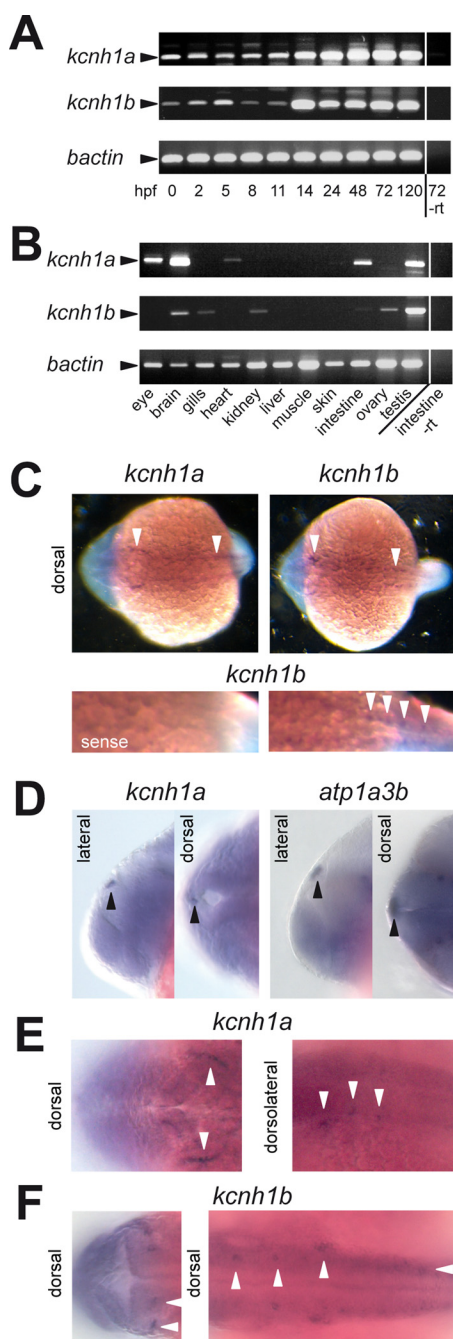 A
kcnh1a
kcnh1b
bactin
hpf 0 2 5 8 11 14 24 48 72 120 72
-rt
B
kcnh1a
kcnh1b
bactin
eye brain gills heart kidney liver muscle skin intestine ovary testis intestine -rt
C
kcnh1a kcnh1b
dorsal
kcnh1b
sense
D
kcnh1a atp1a3b
lateral dorsal lateral dorsal
kcnh1a
E
dorsal dorsolateral
kcnh1b
F
dorsal dorsal